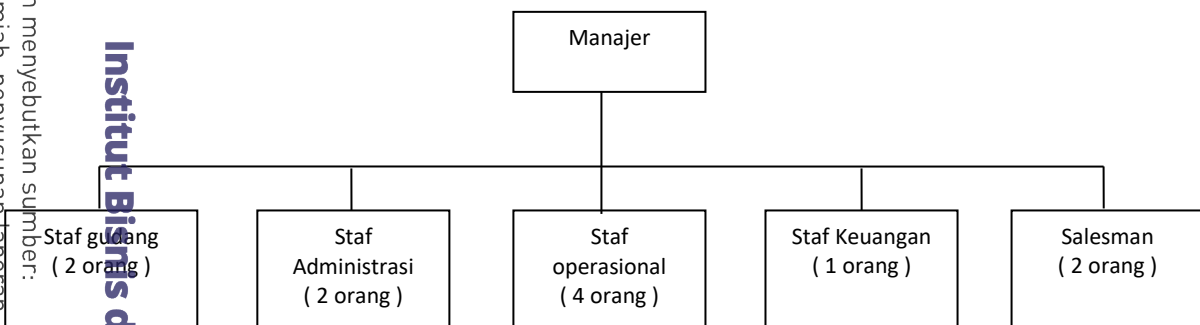 Manajer
Staf gudang
( 2 orang )
Staf
Administrasi
( 2 orang )
Staf
operasional
( 4 orang )
Staf Keuangan
( 1 orang )
Salesman
( 2 orang )
Institut Bisnis d
menyebutkan sumber: